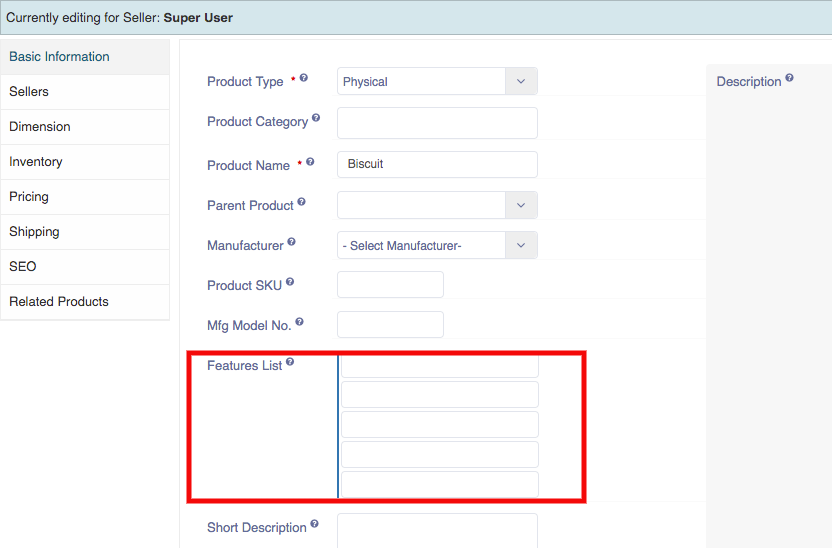 Currently editing for Seller: Super User
Basic Information
Sellers
Dimension
Inventory
Pricing
Shipping
SEO
Related Products
Product Type * ?
Physical
Product Category ?
Product Name * ?
Biscuit
Parent Product ?
Manufacturer ?
- Select Manufacturer-
Product SKU ?
Mfg Model No. ?
Features List ?
Short Description ?
Description ?